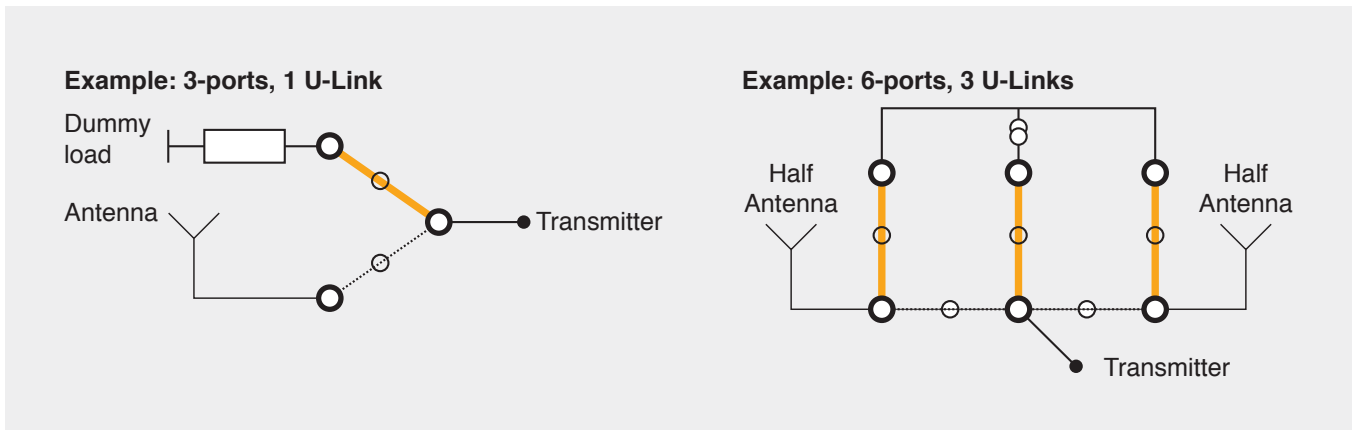 Example: 3-ports, 1 U-Link
Dummy
load
Antenna
Transmitter
Example: 6-ports, 3 U-Links
Half
Antenna
Half
Antenna
Transmitter